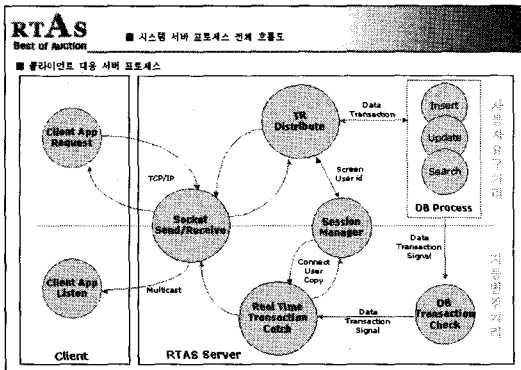 RTAS
Best of Auction
■ 시스템 서버 프로세스 전체 흐름도
■ 클라이언트 대응 서버 프로세스
Client App
Request
TCP/IP
Socket
Send/Receive
TR
Distribute
Data
Transaction
Insert
Update
Search
DB Process
Screen
User id
Session
Manager
Connect
User
Copy
Data
Transaction
Signal
Client App
Listen
Multicast
Real Time
Transaction
Catch
Data
Transaction
Signal
DB
Transaction
Check
Client
RTAS Server